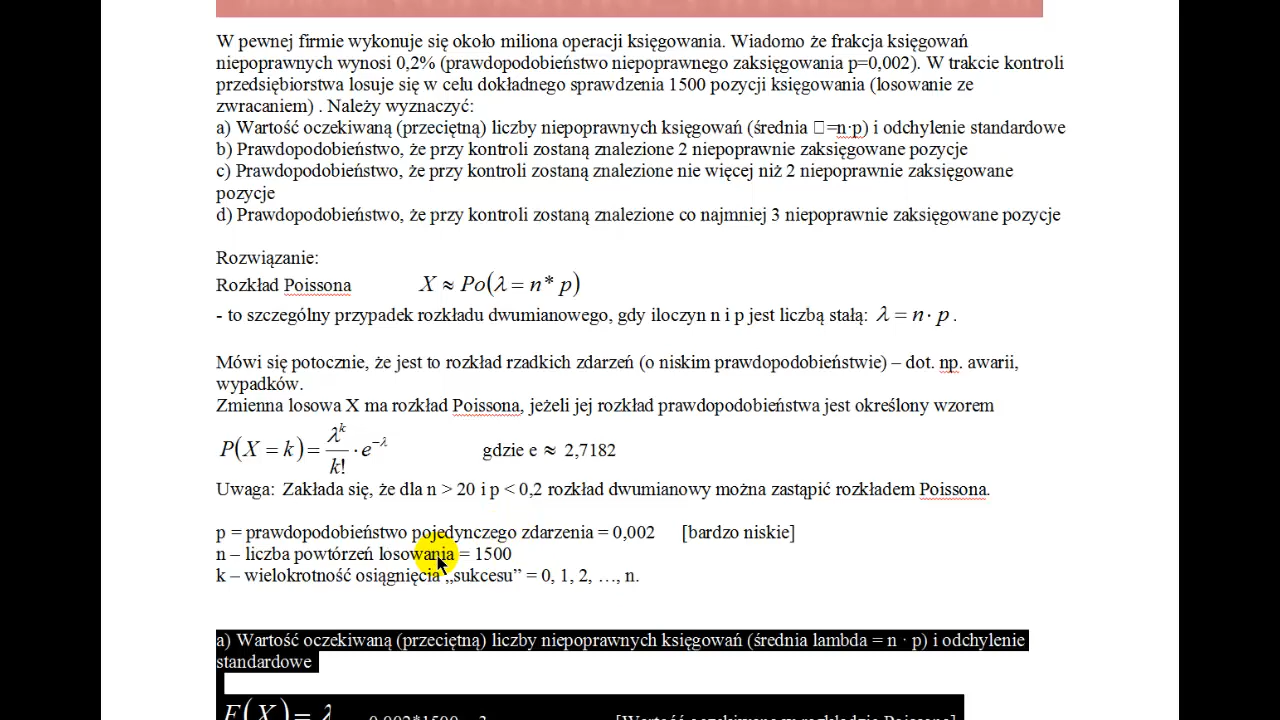 W pewnej firmie wykonuje się około miliona operacji księgowania. Wiadomo że frakcja księgowań
niepoprawnych wynosi 0,2% (prawdopodobieństwo niepoprawnego zaksięgowania p=0,002). W trakcie kontroli
przedsiębiorstwa losuje się w celu dokładnego sprawdzenia 1500 pozycji księgowania (losowanie ze
zwracaniem) . Należy wyznaczyć:
a) Wartość oczekiwaną (przeciętną) liczby niepoprawnych księgowań (średnia □=n·p) i odchylenie standardowe
b) Prawdopodobieństwo, że przy kontroli zostaną znalezione 2 niepoprawnie zaksięgowane pozycje
c) Prawdopodobieństwo, że przy kontroli zostaną znalezione nie więcej niż 2 niepoprawnie zaksięgowane
pozycje
d) Prawdopodobieństwo, że przy kontroli zostaną znalezione co najmniej 3 niepoprawnie zaksięgowane pozycje
Rozwiązanie:
Rozkład Poissona X ≈ Po(λ = n * p)
- to szczególny przypadek rozkładu dwumianowego, gdy iloczyn n i p jest liczbą stałą: λ = n · p .
Mówi się potocznie, że jest to rozkład rzadkich zdarzeń (o niskim prawdopodobieństwie) – dot. np. awarii,
wypadków.
Zmienna losowa X ma rozkład Poissona, jeżeli jej rozkład prawdopodobieństwa jest określony wzorem
P(X = k) = λ^k / k! · e^{−λ} gdzie e ≈ 2,7182
Uwaga: Zakłada się, że dla n > 20 i p < 0,2 rozkład dwumianowy można zastąpić rozkładem Poissona.
p = prawdopodobieństwo pojedynczego zdarzenia = 0,002 [bardzo niskie]
n – liczba powtórzeń losowania = 1500
k – wielokrotność osiągnięcia „sukcesu” = 0, 1, 2, …, n.
a) Wartość oczekiwaną (przeciętną) liczby niepoprawnych księgowań (średnia lambda = n · p) i odchylenie
standardowe
E(X) = λ 0,002*1500 = 3 [Wartość oczekiwana w rozkładzie Poissona]